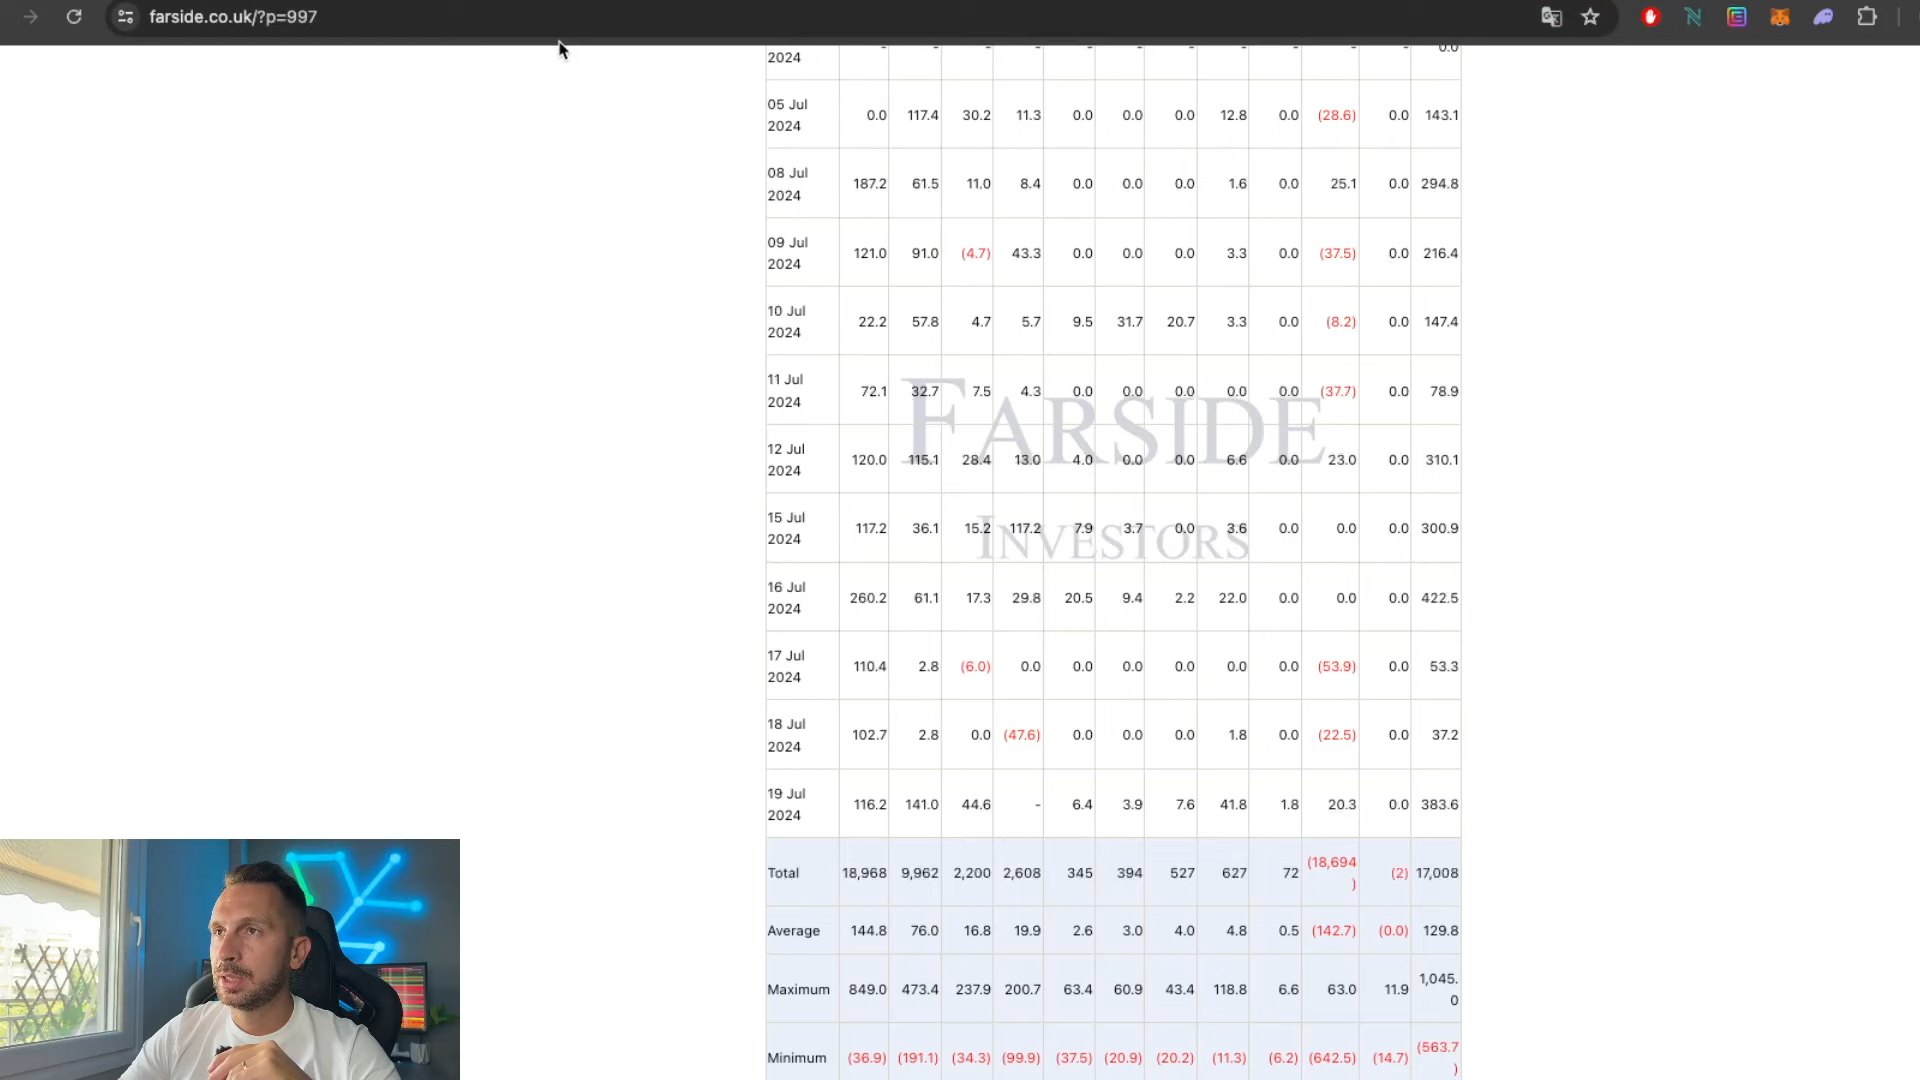 farside.co.uk/?p=997
- - - - - - - - - - - 0.0
2024
05 Jul 2024 0.0 117.4 30.2 11.3 0.0 0.0 0.0 12.8 0.0 (28.6) 0.0 143.1
08 Jul 2024 187.2 61.5 11.0 8.4 0.0 0.0 0.0 1.6 0.0 25.1 0.0 294.8
09 Jul 2024 121.0 91.0 (4.7) 43.3 0.0 0.0 0.0 3.3 0.0 (37.5) 0.0 216.4
10 Jul 2024 22.2 57.8 4.7 5.7 9.5 31.7 20.7 3.3 0.0 (8.2) 0.0 147.4
11 Jul 2024 72.1 32.7 7.5 4.3 0.0 0.0 0.0 0.0 0.0 (37.7) 0.0 78.9
FARSIDE
12 Jul 2024 120.0 115.1 28.4 13.0 4.0 0.0 0.0 6.6 0.0 23.0 0.0 310.1
15 Jul 2024 117.2 36.1 15.2 117.2 7.9 3.7 0.0 3.6 0.0 0.0 0.0 300.9
INVESTORS
16 Jul 2024 260.2 61.1 17.3 29.8 20.5 9.4 2.2 22.0 0.0 0.0 0.0 422.5
17 Jul 2024 110.4 2.8 (6.0) 0.0 0.0 0.0 0.0 0.0 0.0 (53.9) 0.0 53.3
18 Jul 2024 102.7 2.8 0.0 (47.6) 0.0 0.0 0.0 1.8 0.0 (22.5) 0.0 37.2
19 Jul 2024 116.2 141.0 44.6 - 6.4 3.9 7.6 41.8 1.8 20.3 0.0 383.6
Total 18,968 9,962 2,200 2,608 345 394 527 627 72 (18,694) (2) 17,008
Average 144.8 76.0 16.8 19.9 2.6 3.0 4.0 4.8 0.5 (142.7) (0.0) 129.8
Maximum 849.0 473.4 237.9 200.7 63.4 60.9 43.4 118.8 6.6 63.0 11.9 1,045.0
Minimum (36.9) (191.1) (34.3) (99.9) (37.5) (20.9) (20.2) (11.3) (6.2) (642.5) (14.7) (563.7)